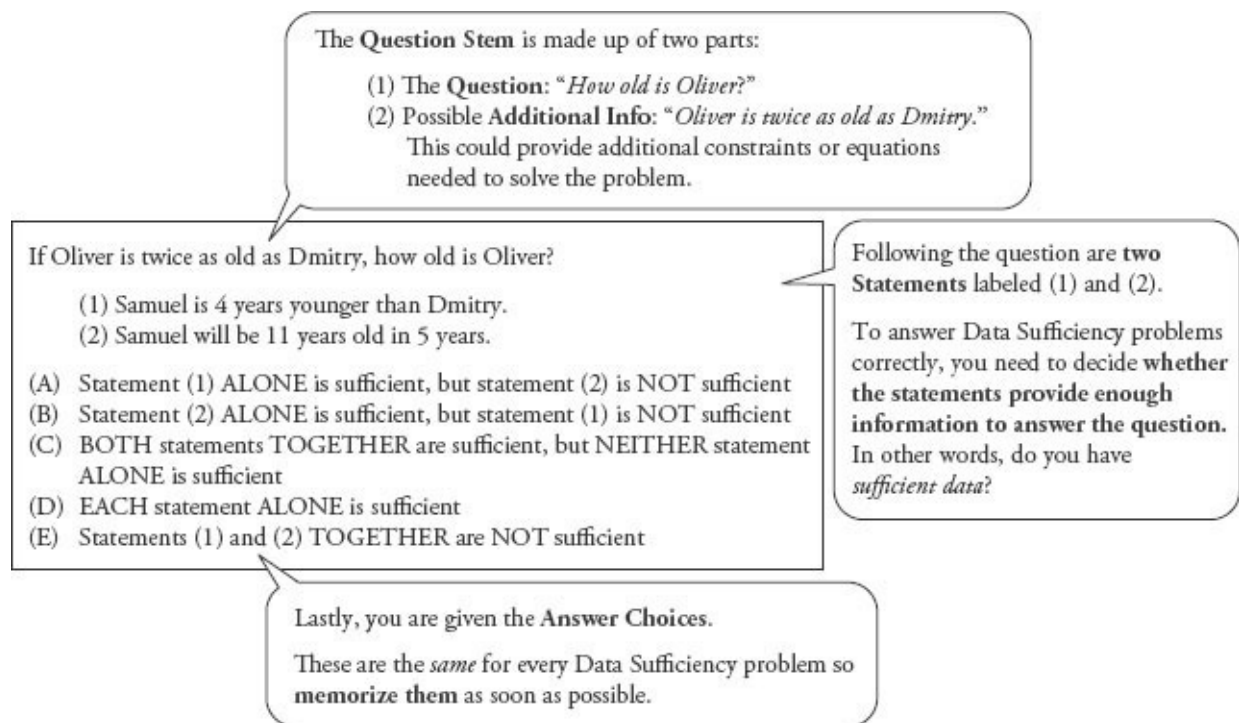 The Question Stem is made up of two parts:
(1) The Question: “How old is Oliver?”
(2) Possible Additional Info: “Oliver is twice as old as Dmitry.”
This could provide additional constraints or equations
needed to solve the problem.
If Oliver is twice as old as Dmitry, how old is Oliver?
(1) Samuel is 4 years younger than Dmitry.
(2) Samuel will be 11 years old in 5 years.
(A) Statement (1) ALONE is sufficient, but statement (2) is NOT sufficient
(B) Statement (2) ALONE is sufficient, but statement (1) is NOT sufficient
(C) BOTH statements TOGETHER are sufficient, but NEITHER statement
ALONE is sufficient
(D) EACH statement ALONE is sufficient
(E) Statements (1) and (2) TOGETHER are NOT sufficient
Following the question are two
Statements labeled (1) and (2).
To answer Data Sufficiency problems
correctly, you need to decide whether
the statements provide enough
information to answer the question.
In other words, do you have
sufficient data?
Lastly, you are given the Answer Choices.
These are the same for every Data Sufficiency problem so
memorize them as soon as possible.